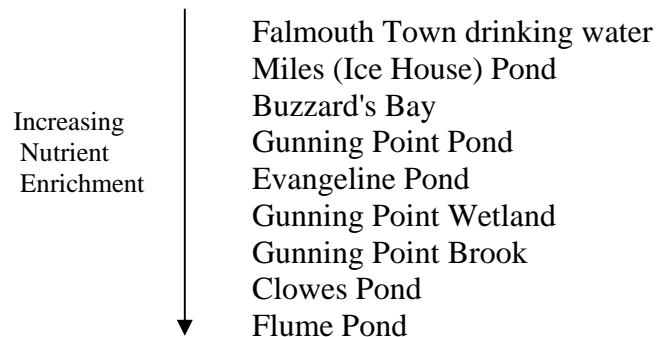 Increasing
Nutrient
Enrichment
Falmouth Town drinking water
Miles (Ice House) Pond
Buzzard's Bay
Gunning Point Pond
Evangeline Pond
Gunning Point Wetland
Gunning Point Brook
Clowes Pond
Flume Pond